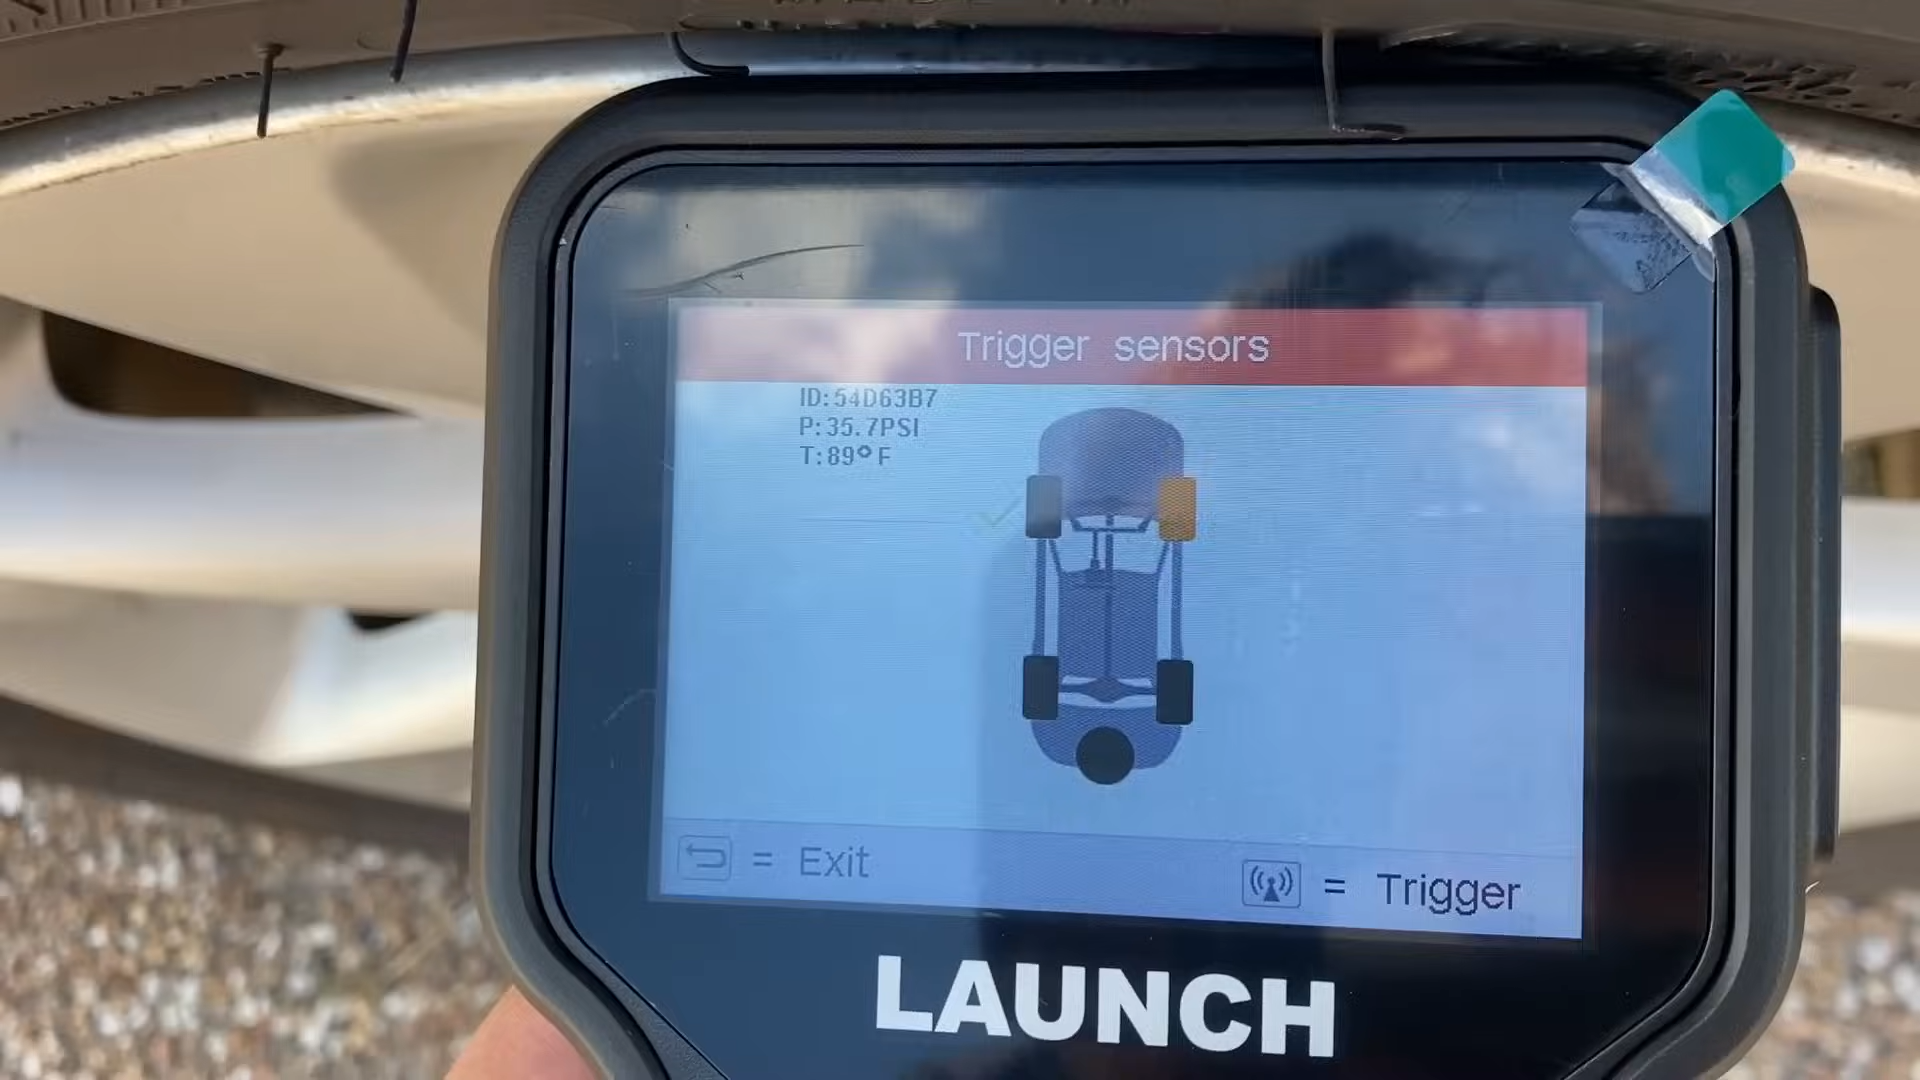 Trigger sensors
ID:54D63B7
P:35.7PSI
T:89°F
= Exit
= Trigger
LAUNCH